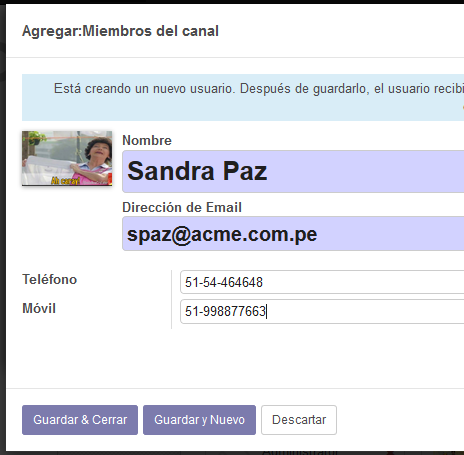 Agregar:Miembros del canal
Está creando un nuevo usuario. Después de guardarlo, el usuario recibi
Nombre
Sandra Paz
Dirección de Email
spaz@acme.com.pe
Teléfono
51-54-464648
Móvil
51-998877663
Guardar & Cerrar
Guardar y Nuevo
Descartar